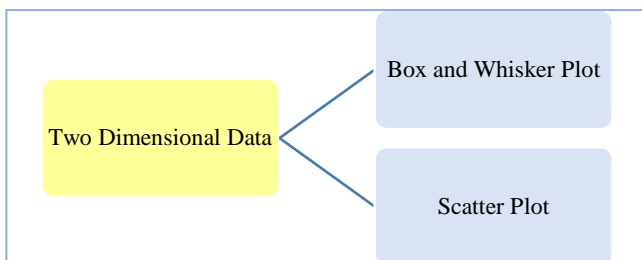 Box and Whisker Plot
Two Dimensional Data
Scatter Plot